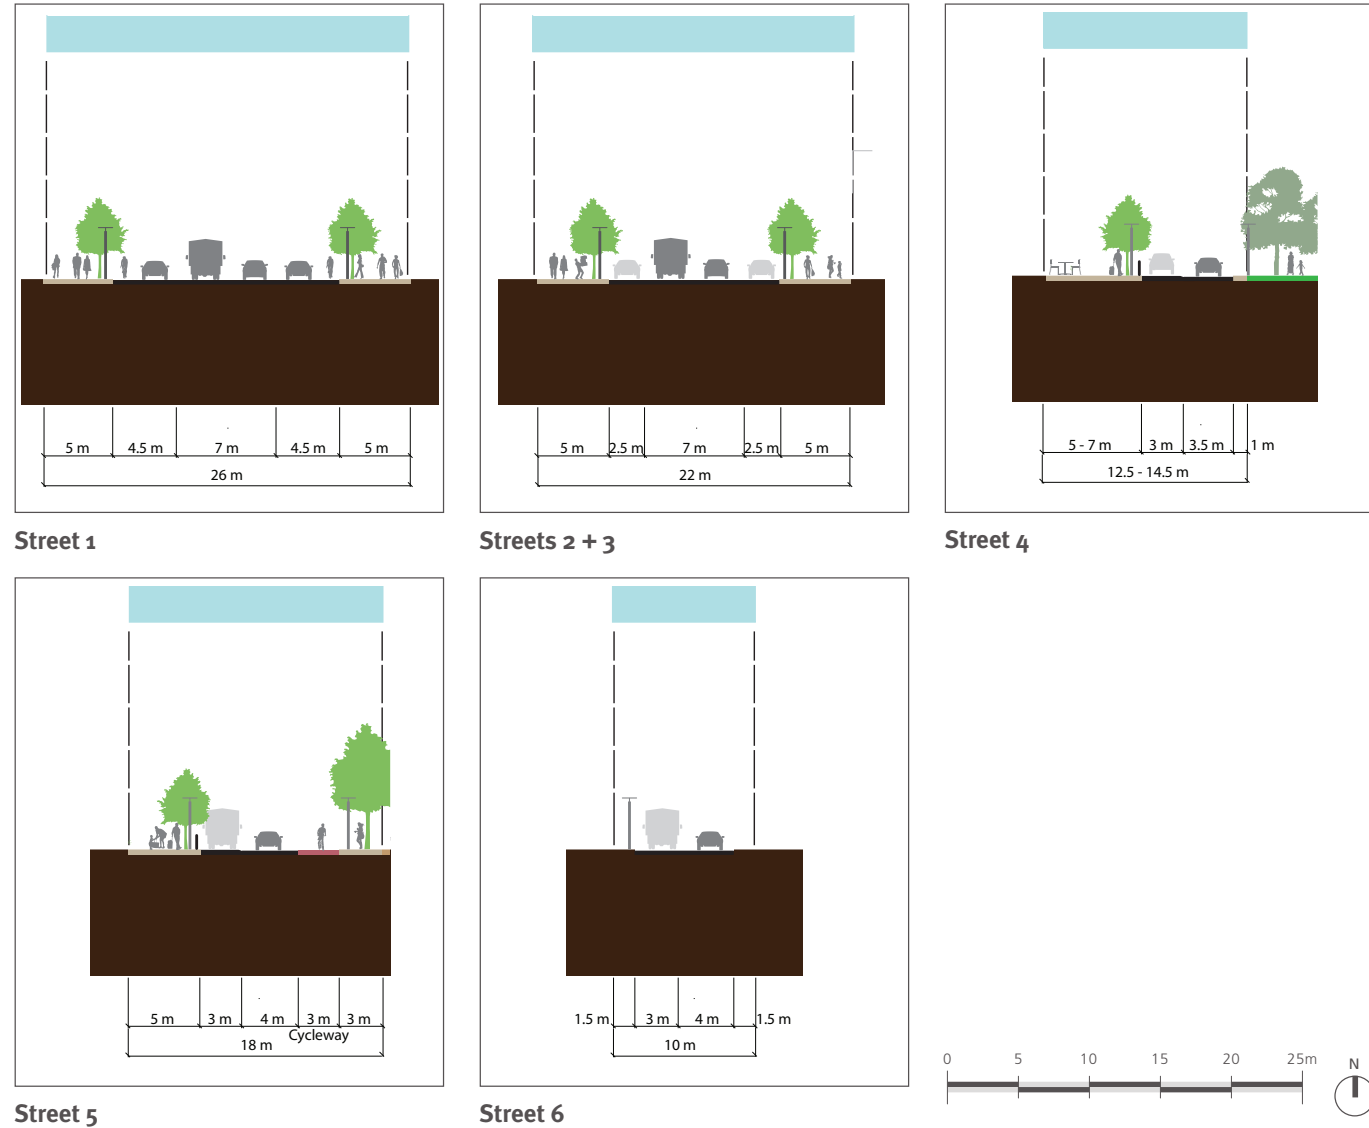 5 m 4.5 m 7 m 4.5 m 5 m
26 m
Street 1
5 m 2.5 m 7 m 2.5 m 5 m
22 m
Streets 2 + 3
5 - 7 m 3 m 3.5 m 1 m
12.5 - 14.5 m
Street 4
5 m 3 m 4 m 3 m 3 m
Cycleway
18 m
Street 5
1.5 m 3 m 4 m 1.5 m
10 m
Street 6
0 5 10 15 20 25m
N